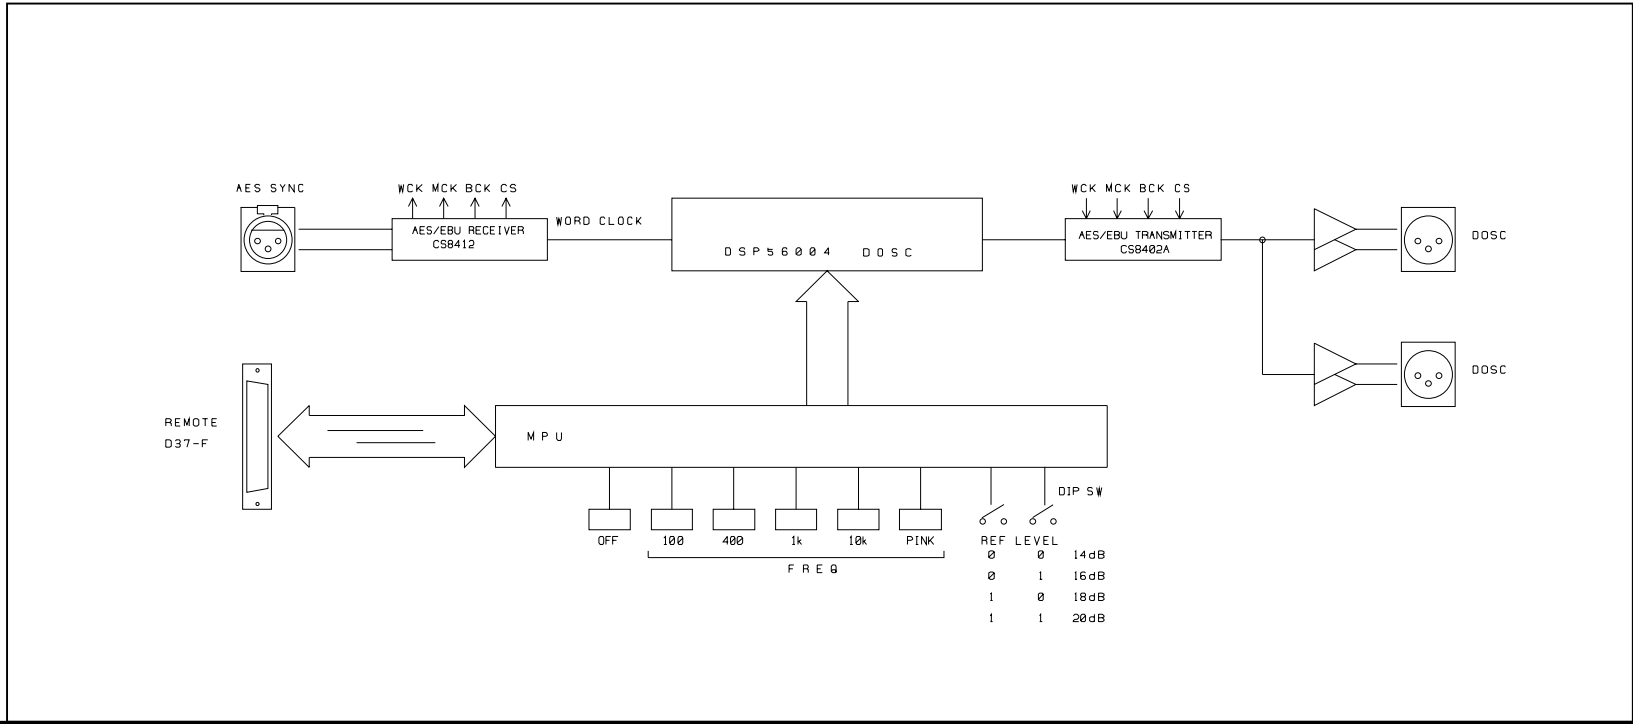 AES SYNC
WCK MCK BCK CS
WORD CLOCK
AES/EBU RECEIVER
CS8412
DSP56004 DOSC
WCK MCK BCK CS
AES/EBU TRANSMITTER
CS8402A
DOSC
DOSC
REMOTE
D37-F
MPU
DIP SW
OFF 100 400 1k 10k PINK
FREQ
REF LEVEL
0 0 14dB
0 1 16dB
1 0 18dB
1 1 20dB